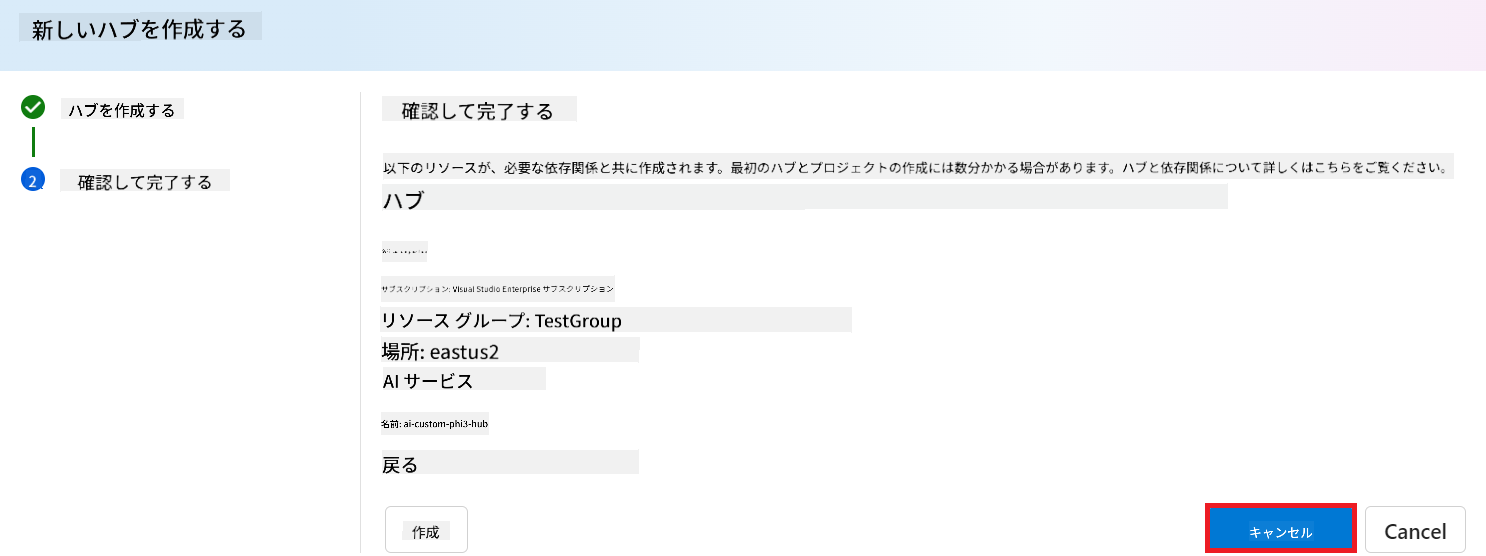 新しいハブを作成する
ハブを作成する
2
確認して完了する
確認して完了する
以下のリソースが、必要な依存関係と共に作成されます。最初のハブとプロジェクトの作成には数分かかる場合があります。ハブと依存関係について詳しくはこちらをご覧ください。
ハブ
サブスクリプション: Visual Studio Enterprise サブスクリプション
リソース グループ: TestGroup
場所: eastus2
AI サービス
名前: ai-custom-phi3-hub
戻る
作成
キャンセル
Cancel